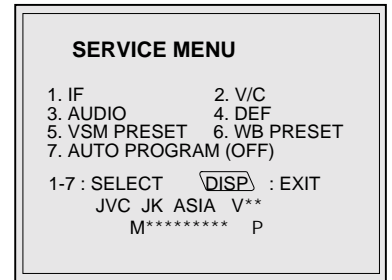 SERVICE MENU
1. IF 2. V/C
3. AUDIO 4. DEF
5. VSM PRESET 6. WB PRESET
7. AUTO PROGRAM (OFF)
1-7 : SELECT DISP : EXIT
JVC JK ASIA V**
M********* P